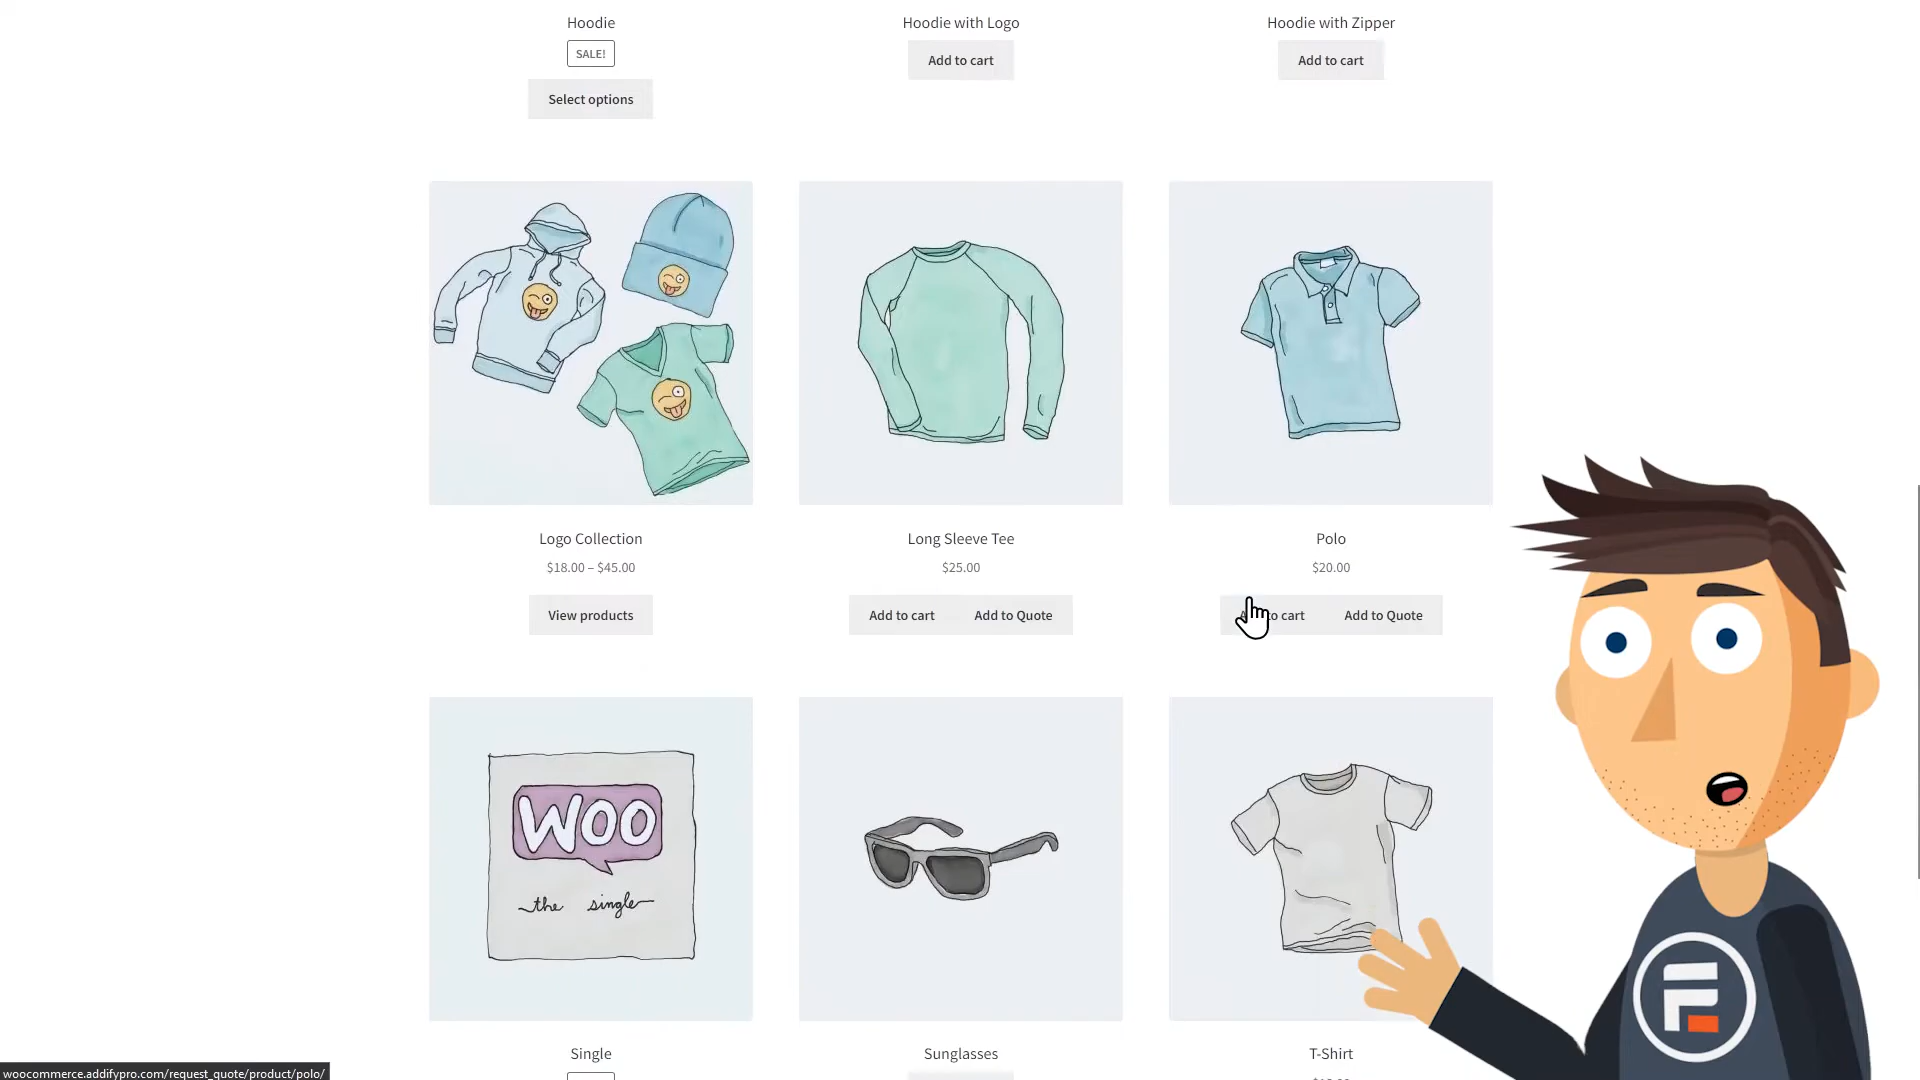 Hoodie
Hoodie with Logo
Hoodie with Zipper
SALE!
Add to cart
Add to cart
Select options
Logo Collection
Long Sleeve Tee
Polo
$18.00 – $45.00
$25.00
$20.00
View products
Add to cart
Add to Quote
to cart
Add to Quote
WOO
the single
Single
Sunglasses
T-Shirt
woocommerce.addifypro.com/request_quote/product/polo/